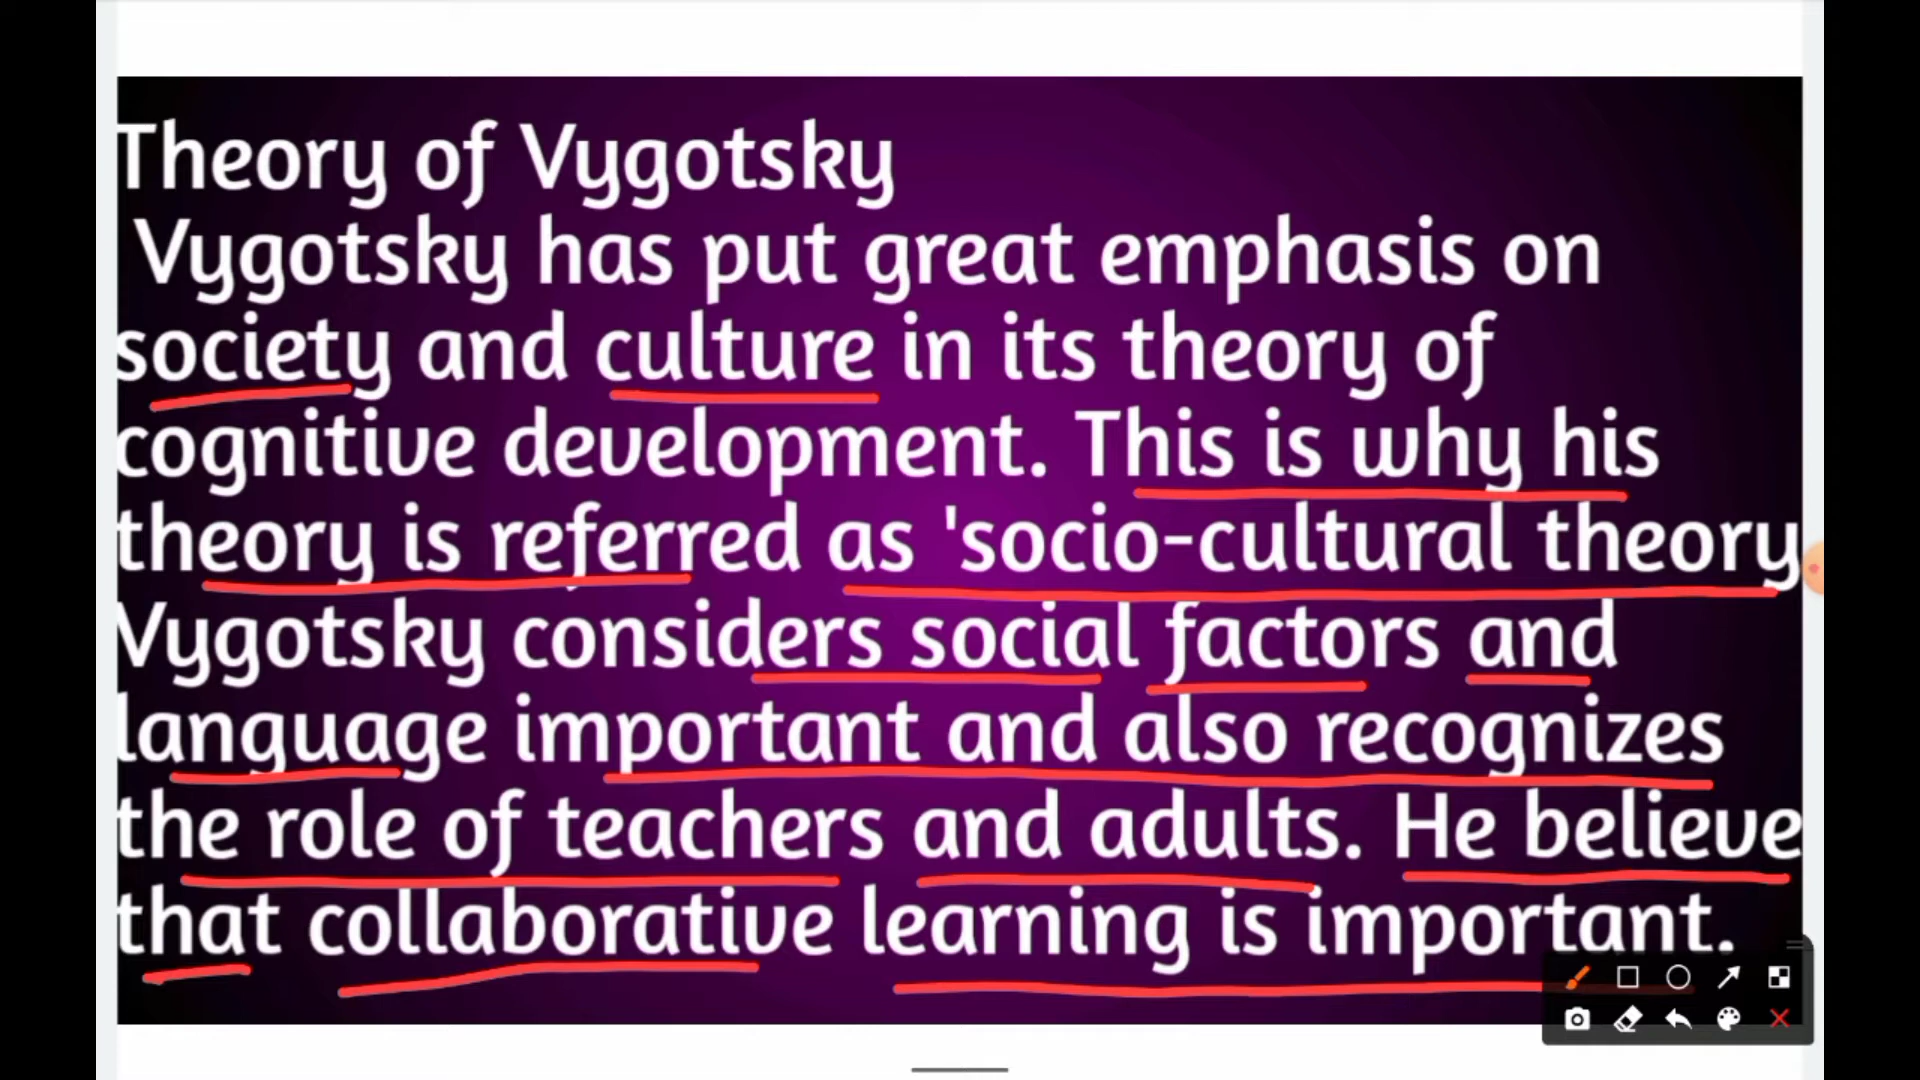 Theory of Vygotsky
Vygotsky has put great emphasis on
society and culture in its theory of
cognitive development. This is why his
theory is referred as 'socio-cultural theory
Vygotsky considers social factors and
language important and also recognizes
the role of teachers and adults. He believe
that collaborative learning is important.